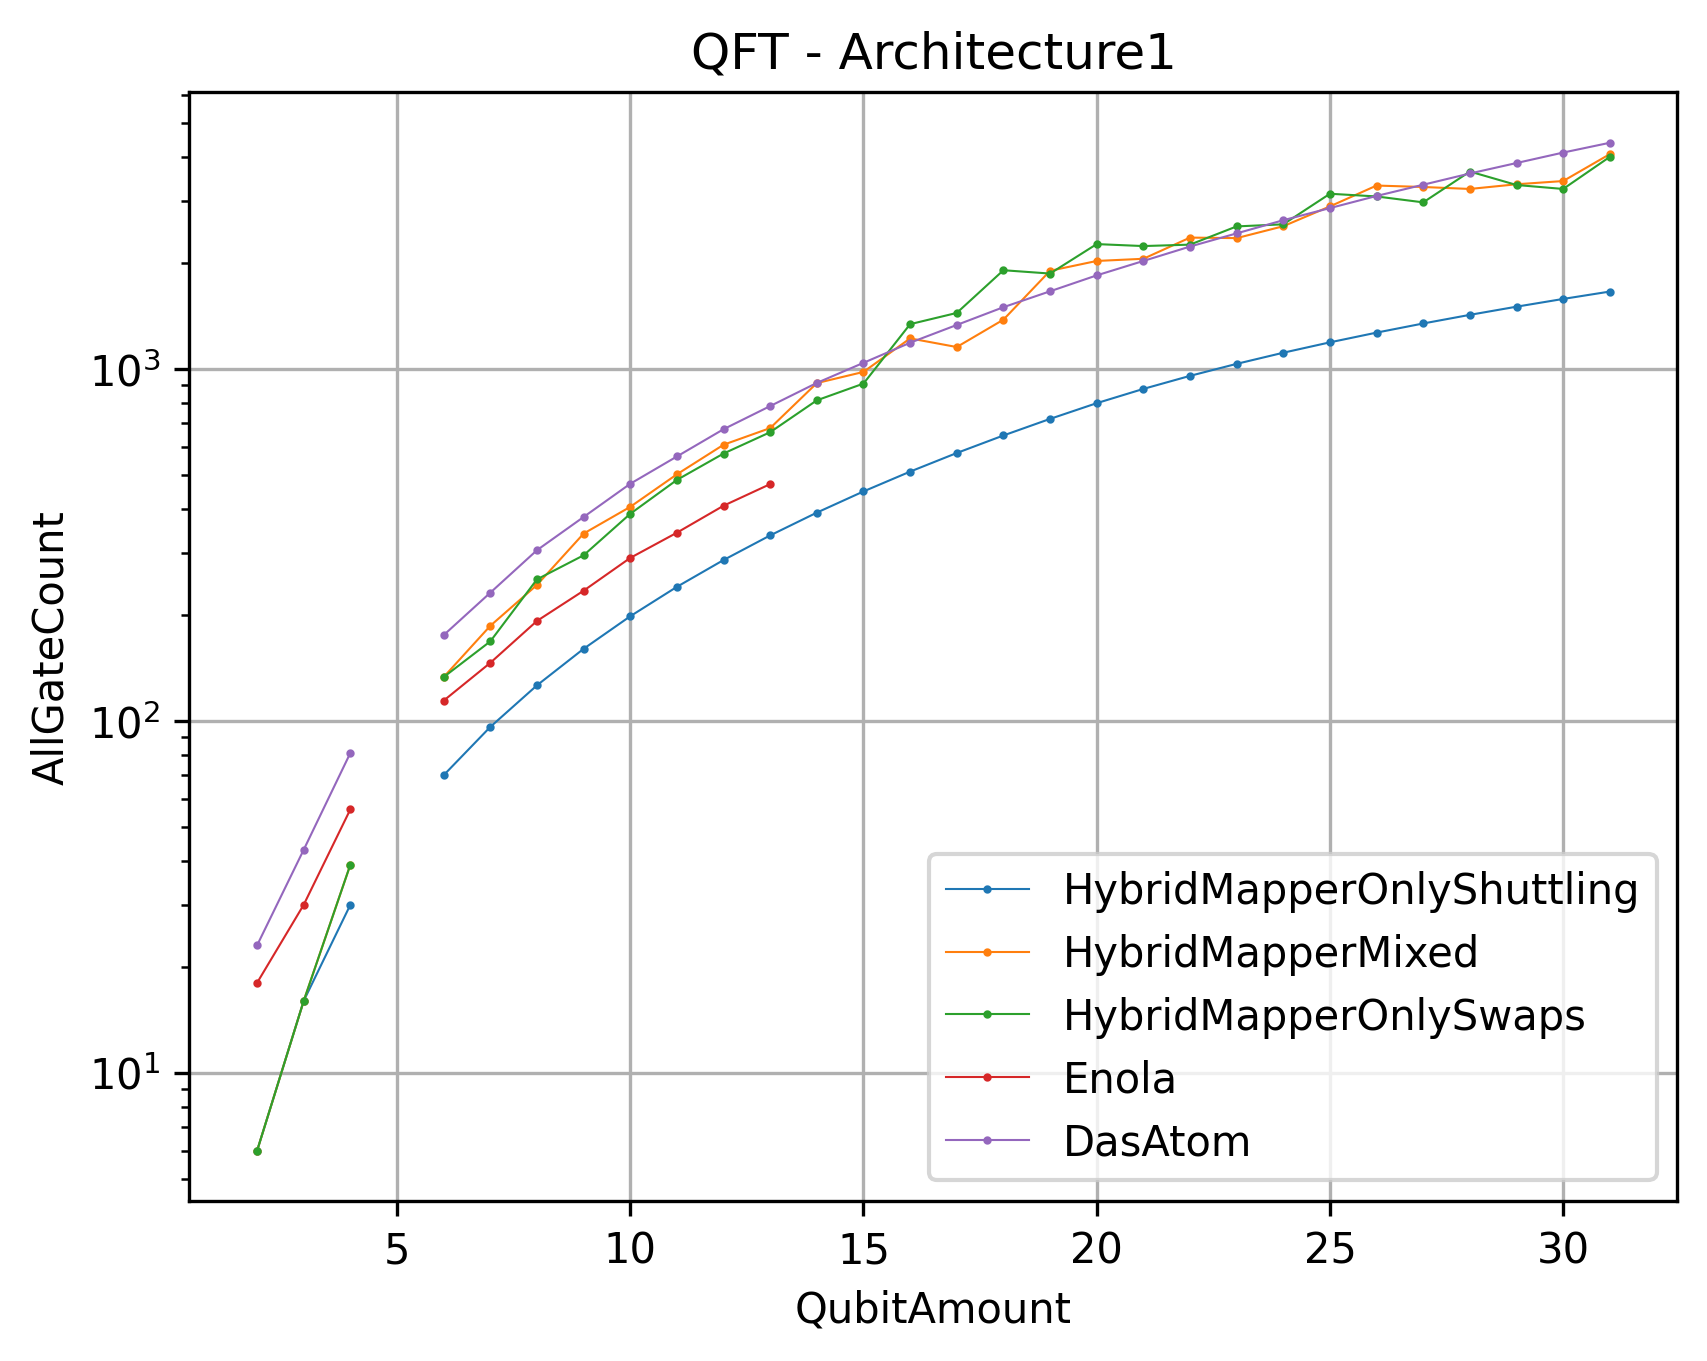 QFT - Architecture1
AllGateCount
10³
10²
10¹
5 10 15 20 25 30
QubitAmount
HybridMapperOnlyShuttling
HybridMapperMixed
HybridMapperOnlySwaps
Enola
DasAtom